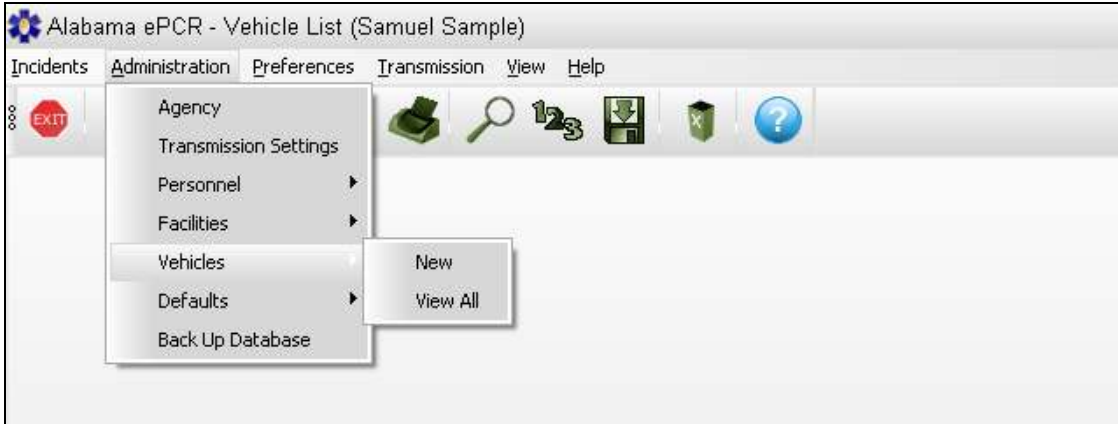 Alabama ePCR - Vehicle List (Samuel Sample)
Incidents Administration Preferences Transmission View Help
EXIT
123
X
?
Agency
Transmission Settings
Personnel
Facilities
Vehicles
Defaults
Back Up Database
New
View All